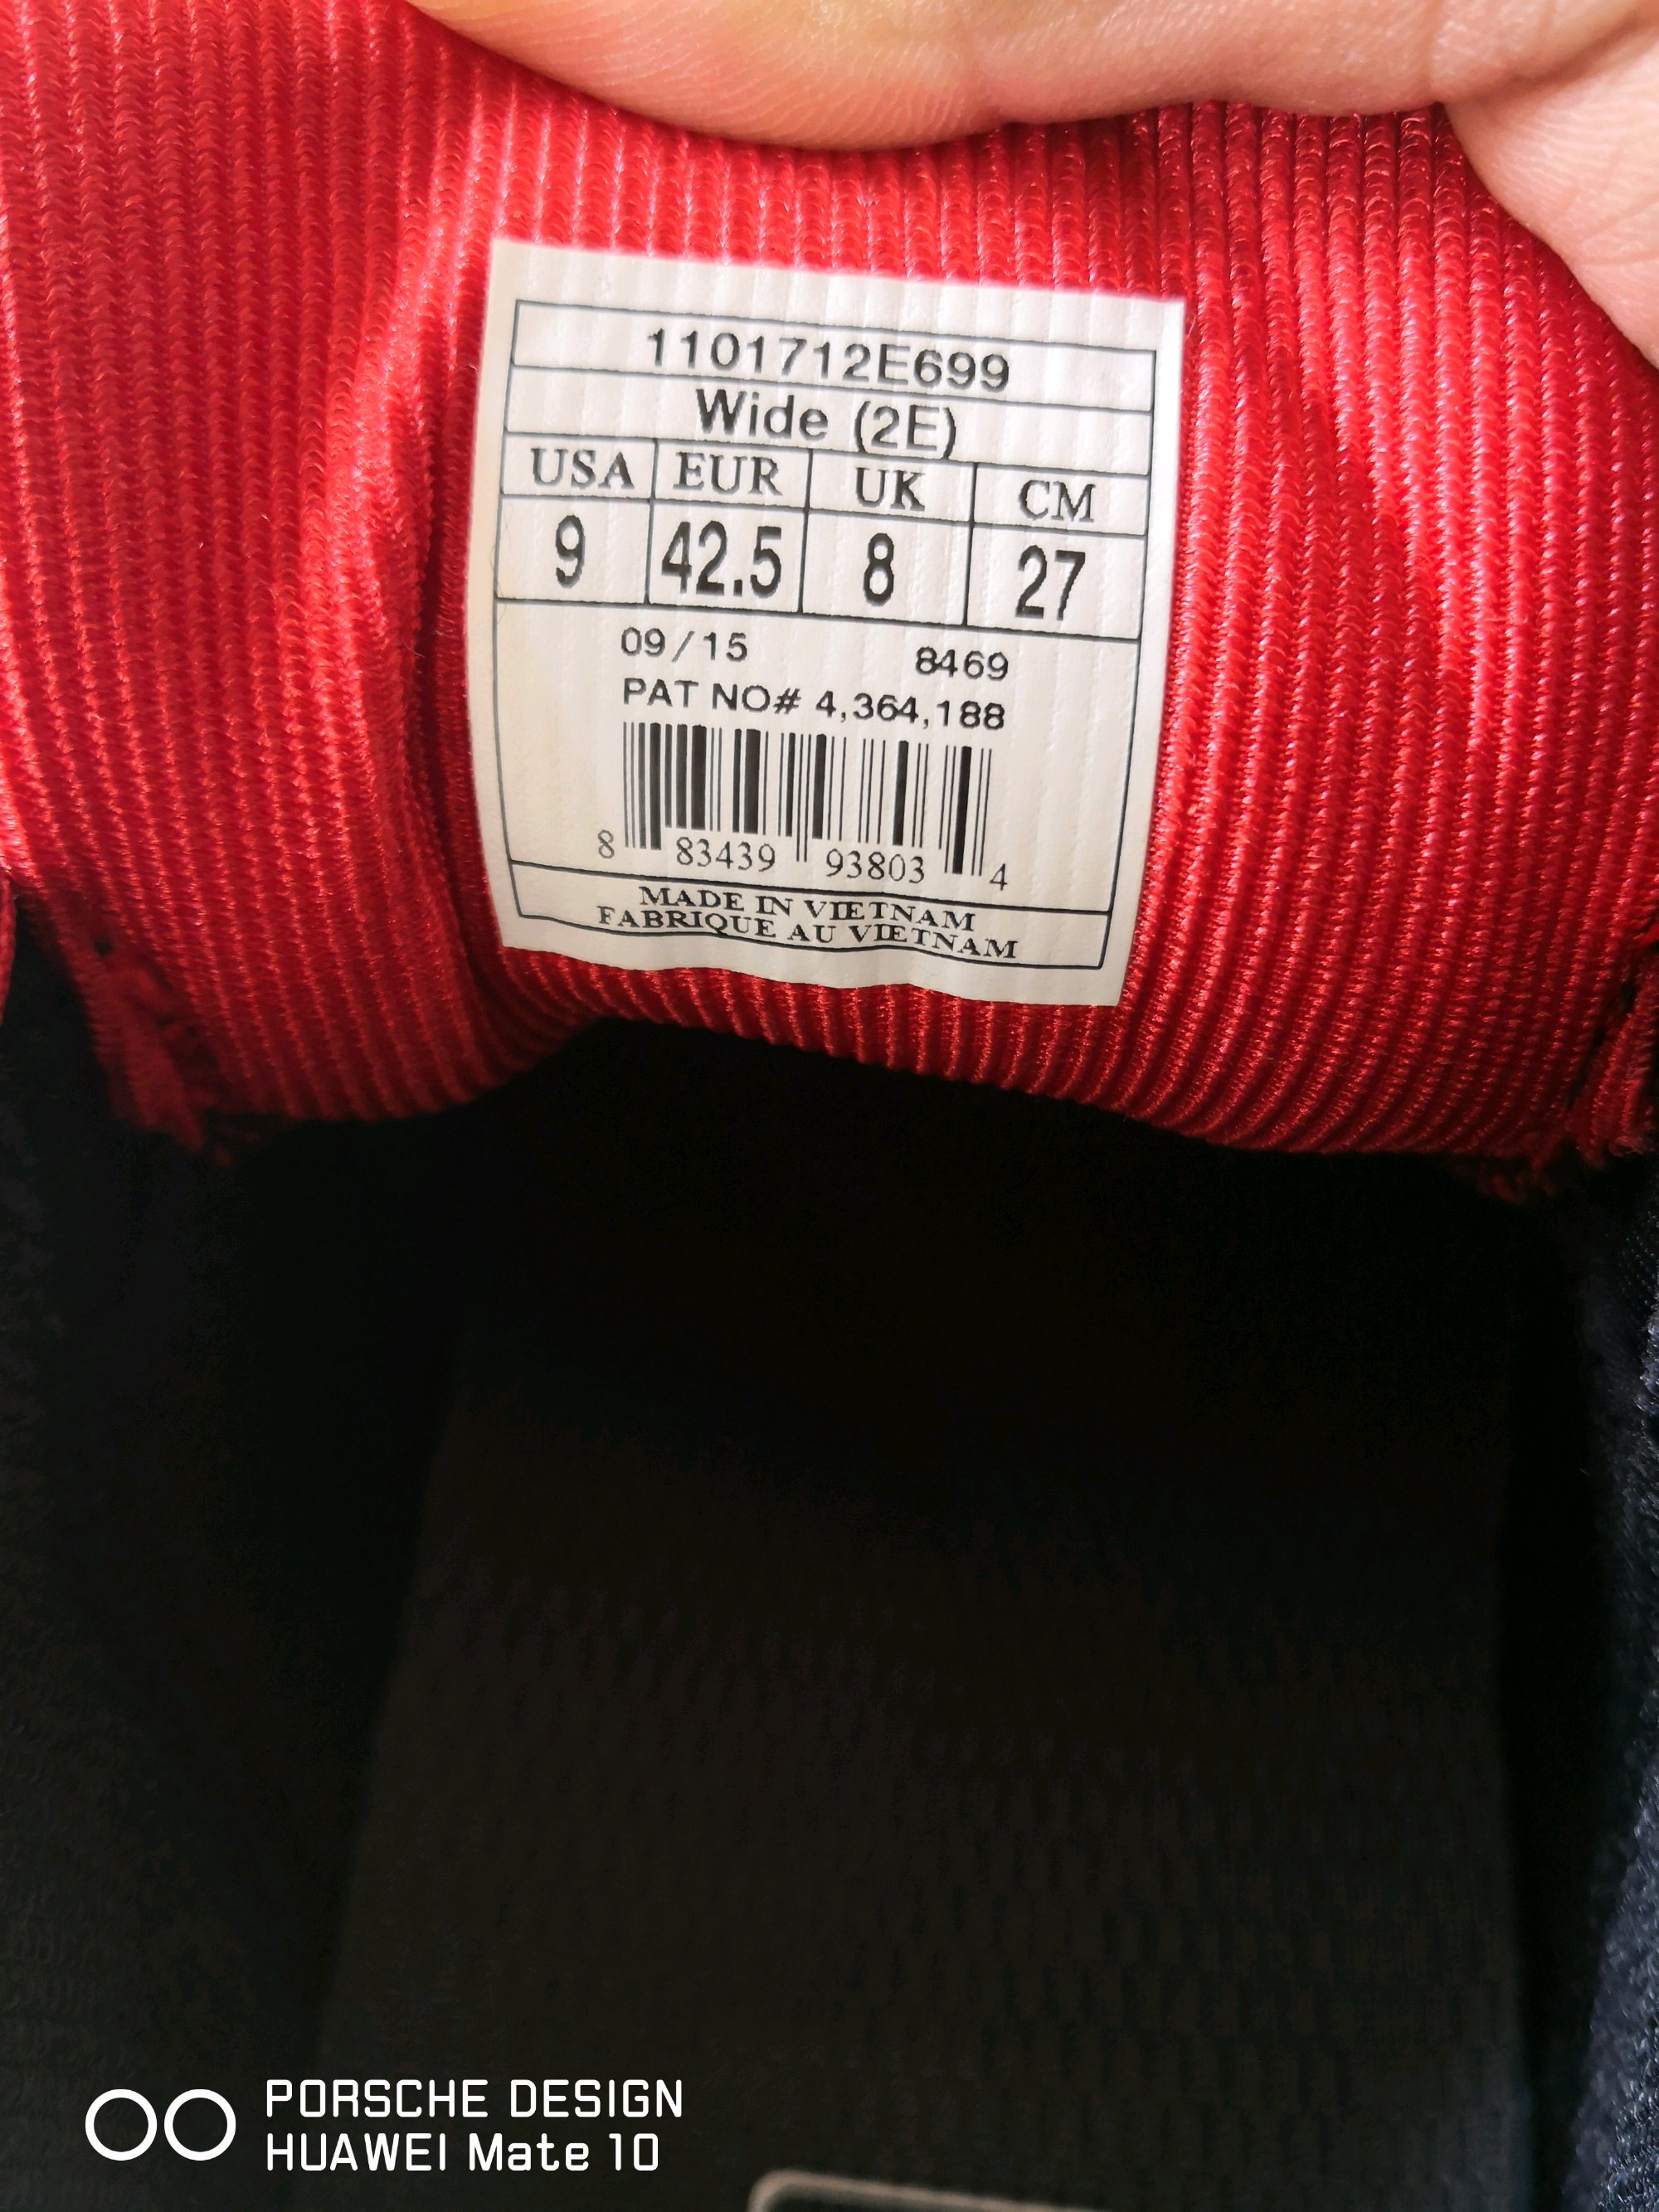 1101712E699
Wide (2E)
USA EUR UK CM
9 42.5 8 27
09/15 8469
PAT NO# 4,364,188
8 83439 93803 4
MADE IN VIETNAM
FABRIQUE AU VIETNAM
PORSCHE DESIGN
HUAWEI Mate 10